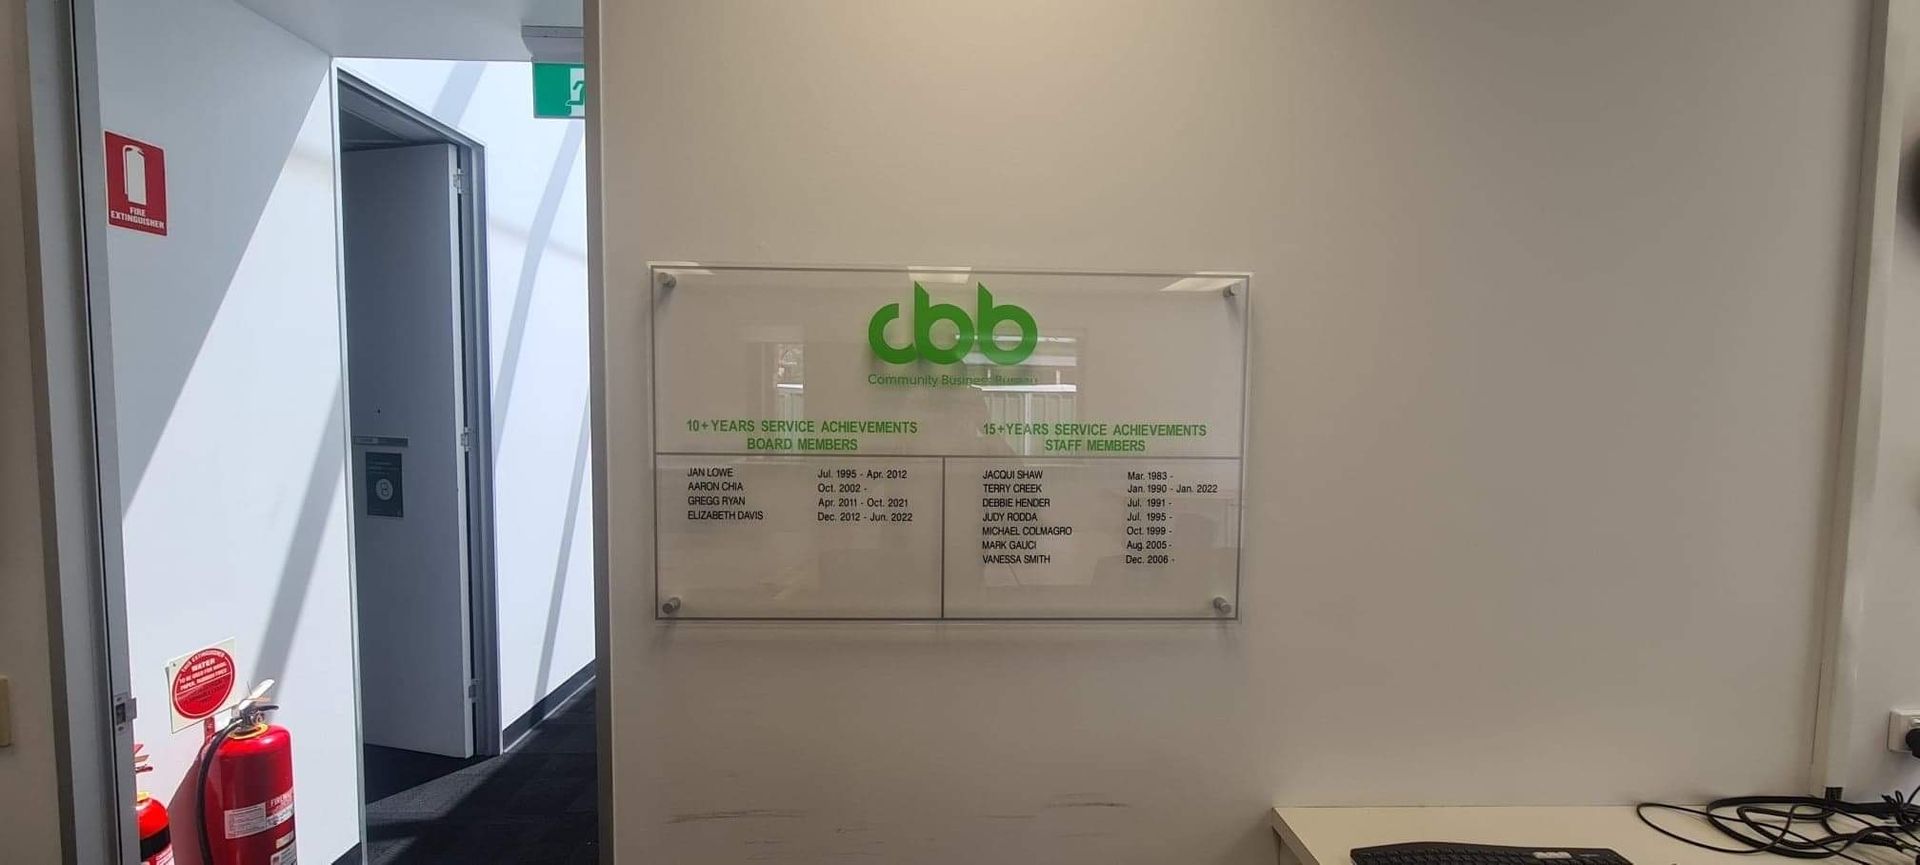 FIRE
EXTINGUISHER
WATER
cbb
Community Business Bureau
10+ YEARS SERVICE ACHIEVEMENTS
BOARD MEMBERS
JAN LOWE Jul. 1995 - Apr. 2012
AARON CHIA Oct. 2002 -
GREGG RYAN Apr. 2011 - Oct. 2021
ELIZABETH DAVIS Dec. 2012 - Jun. 2022
15+YEARS SERVICE ACHIEVEMENTS
STAFF MEMBERS
JACQUI SHAW Mar. 1983 -
TERRY CREEK Jan. 1990 - Jan. 2022
DEBBIE HENDER Jul. 1991 -
JUDY RODDA Jul. 1995 -
MICHAEL COLMAGRO Oct. 1999 -
MARK GAUCI Aug. 2005 -
VANESSA SMITH Dec. 2006 -